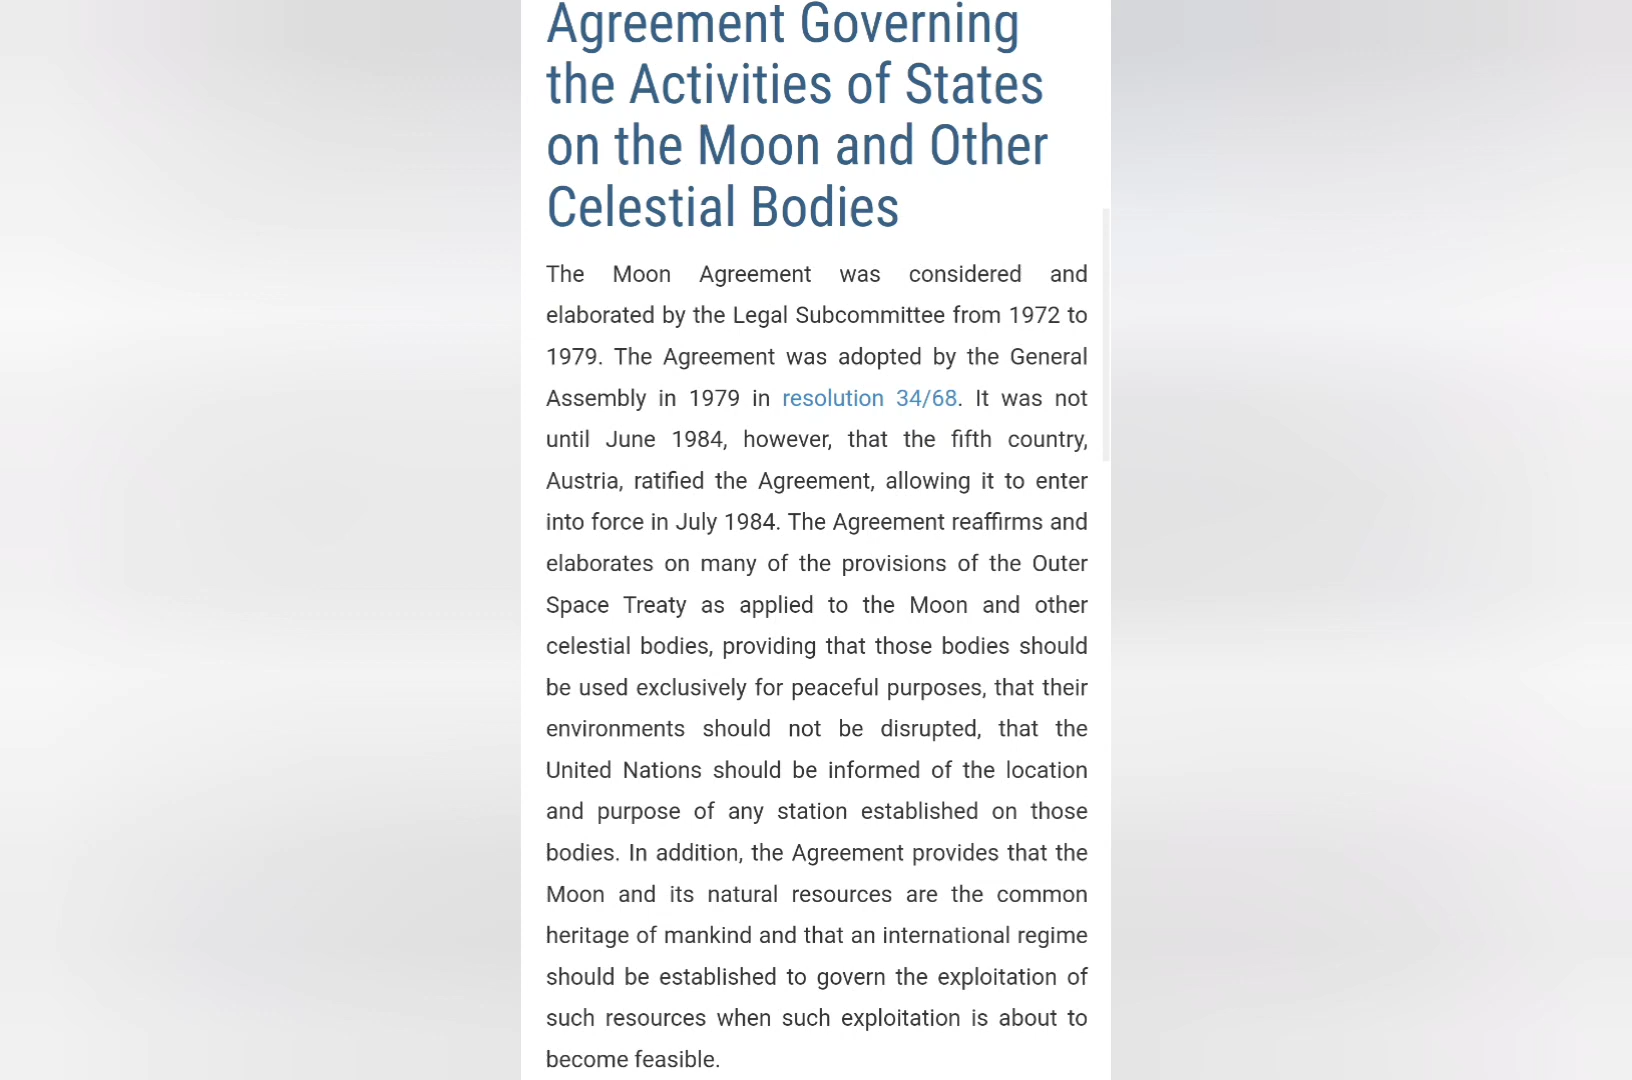 Agreement Governing
the Activities of States
on the Moon and Other
Celestial Bodies
The Moon Agreement was considered and
elaborated by the Legal Subcommittee from 1972 to
1979. The Agreement was adopted by the General
Assembly in 1979 in resolution 34/68. It was not
until June 1984, however, that the fifth country,
Austria, ratified the Agreement, allowing it to enter
into force in July 1984. The Agreement reaffirms and
elaborates on many of the provisions of the Outer
Space Treaty as applied to the Moon and other
celestial bodies, providing that those bodies should
be used exclusively for peaceful purposes, that their
environments should not be disrupted, that the
United Nations should be informed of the location
and purpose of any station established on those
bodies. In addition, the Agreement provides that the
Moon and its natural resources are the common
heritage of mankind and that an international regime
should be established to govern the exploitation of
such resources when such exploitation is about to
become feasible.